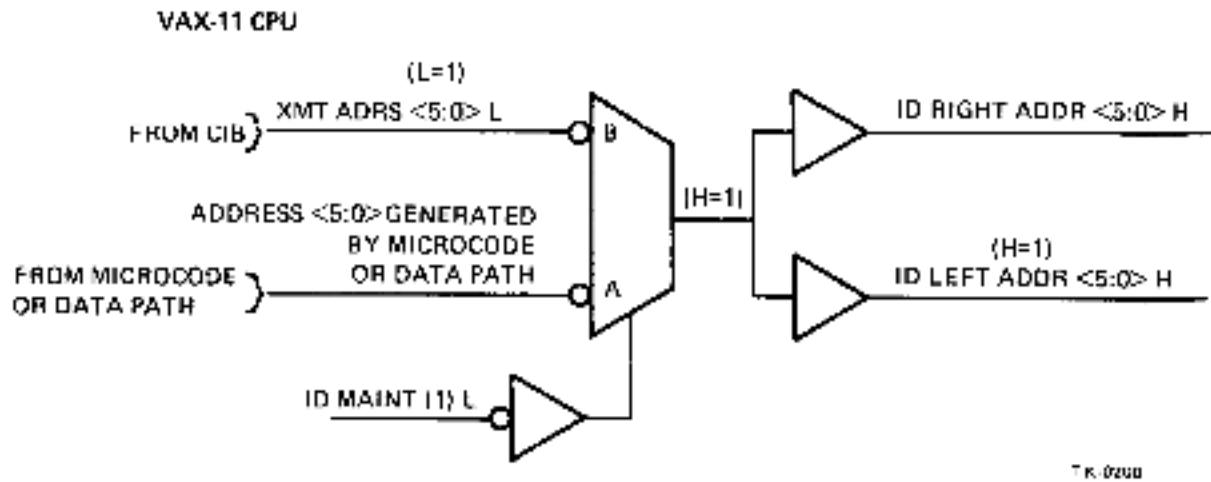 VAX-11 CPU
(L=1)
XMT ADRS <5:0> L
FROM CIB
B
ID RIGHT ADDR <5:0> H
(H=1)
ADDRESS <5:0> GENERATED
BY MICROCODE
OR DATA PATH
(H=1)
ID LEFT ADDR <5:0> H
FROM MICROCODE
OR DATA PATH
A
ID MAINT (1) L